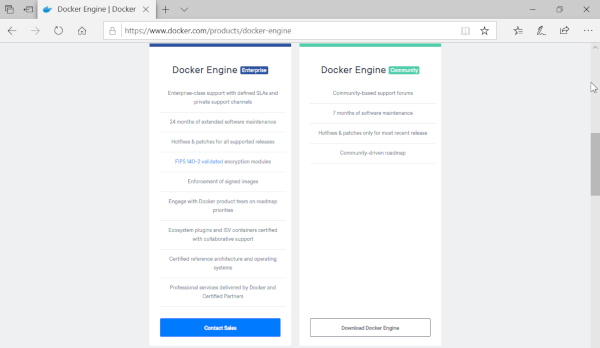 Docker Engine | Docker
https://www.docker.com/products/docker-engine
Docker Engine Enterprise
Enterprise-class support with defined SLAs and
private support channels
24 months of extended software maintenance
Hotfixes & patches for all supported releases
FIPS 140-2 validated encryption modules
Enforcement of signed images
Engage with Docker product team on roadmap
priorities
Ecosystem plugins and ISV containers certified
with collaborative support
Certified reference architecture and operating
systems
Professional services delivered by Docker and
Certified Partners
Contact Sales
Docker Engine Community
Community-based support forums
7 months of software maintenance
Hotfixes & patches only for most recent release
Community-driven roadmap
Download Docker Engine